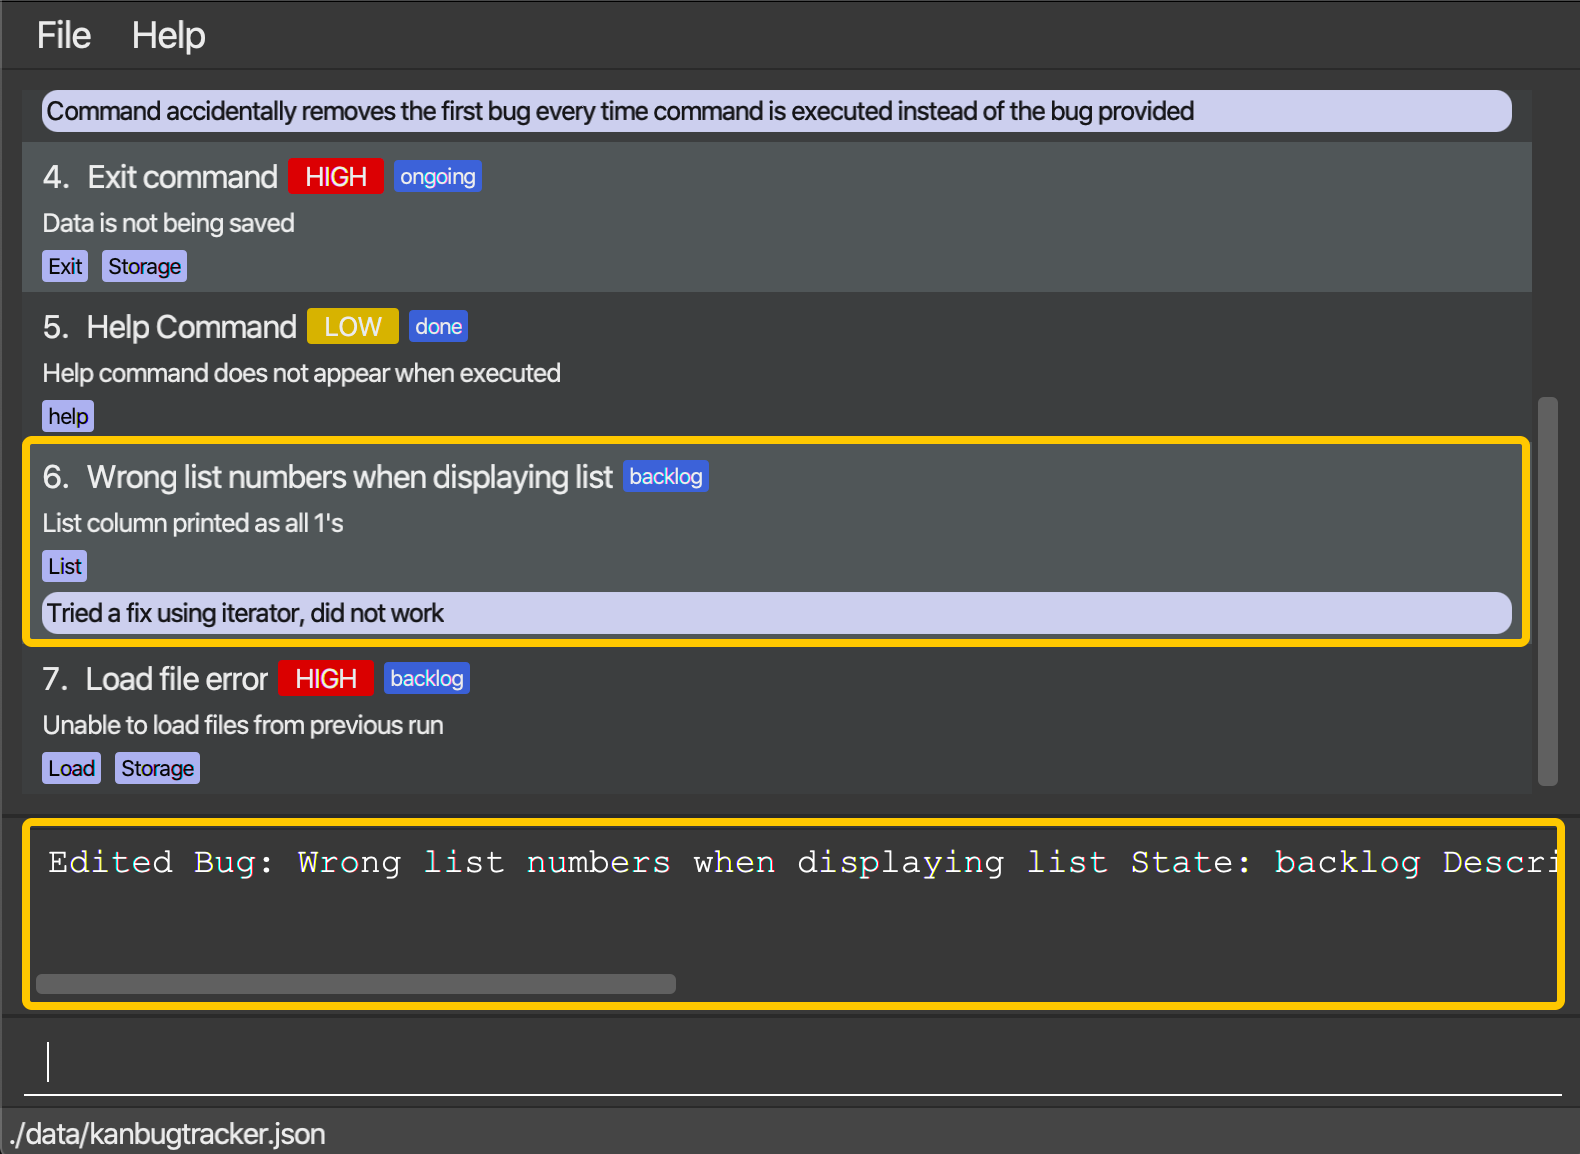 File Help
Command accidentally removes the first bug every time command is executed instead of the bug provided
4. Exit command HIGH ongoing
Data is not being saved
Exit Storage
5. Help Command LOW done
Help command does not appear when executed
help
6. Wrong list numbers when displaying list backlog
List column printed as all 1's
List
Tried a fix using iterator, did not work
7. Load file error HIGH backlog
Unable to load files from previous run
Load Storage
Edited Bug: Wrong list numbers when displaying list State: backlog Descri
./data/kanbugtracker.json